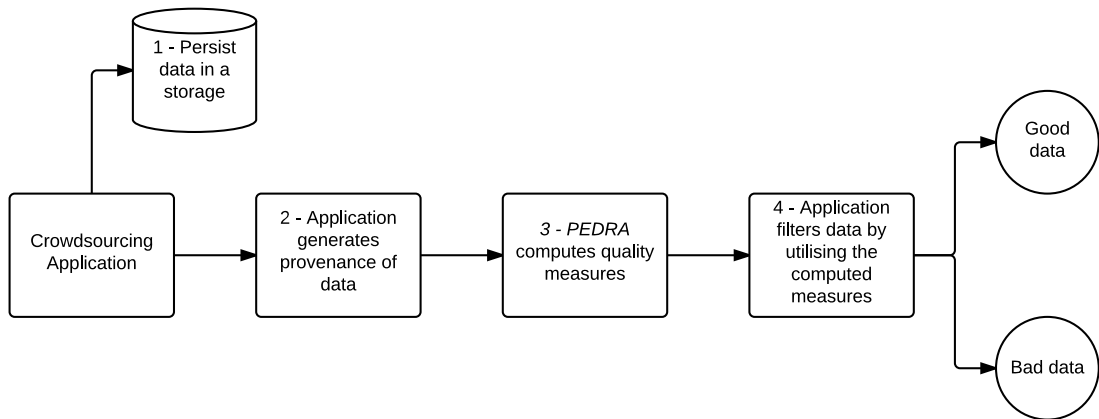 1 - Persist
data in a
storage
Good
data
Crowdsourcing
Application
2 - Application
generates
provenance of
data
3 - PEDRA
computes quality
measures
4 - Application
filters data by
utilising the
computed
measures
Bad data